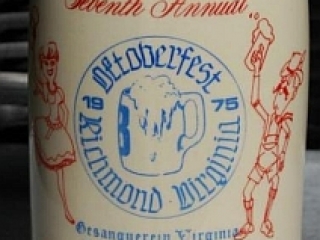 Seventh Annual
Oktoberfest
19 75
Richmond Virginia
Gesangverein Virginia